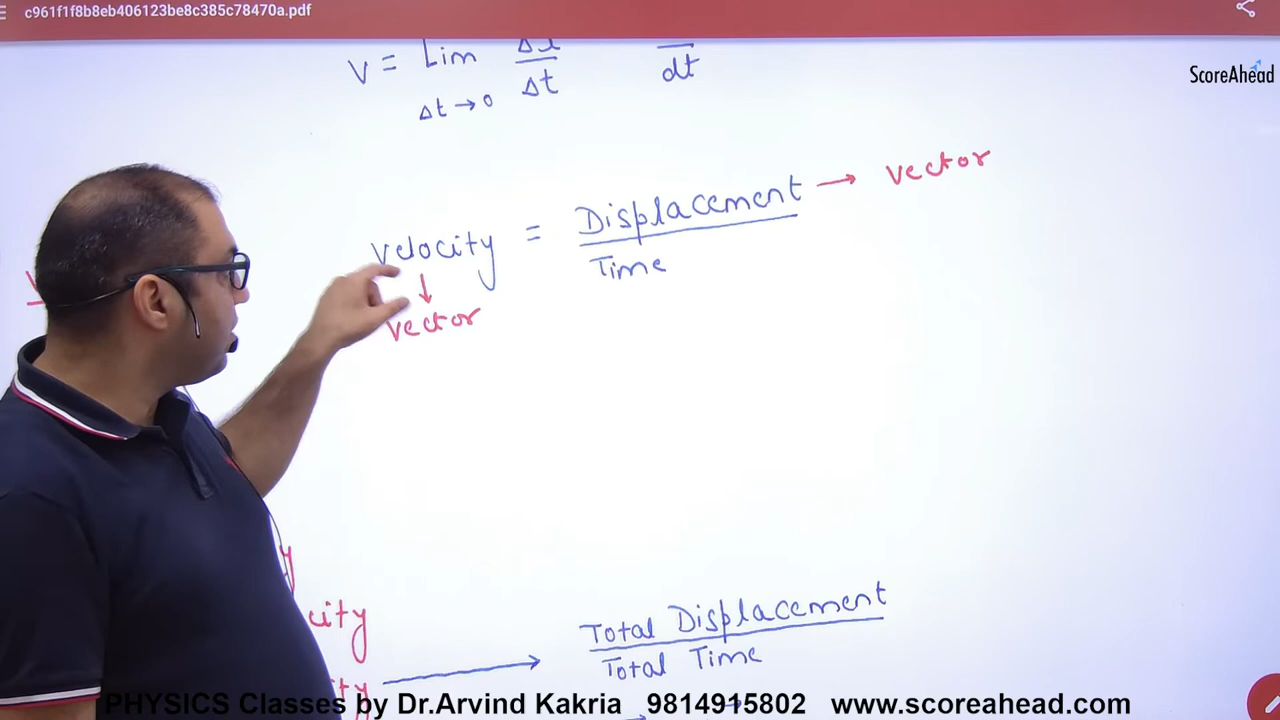 c961f1f8b8eb406123be8c385c78470a.pdf
ScoreAhead
V = Lim Δl/Δt dt
Δt → 0
Velocity = Displacement/Time → Vector
↓
Vector
city
Total Displacement
Total Time
PHYSICS Classes by Dr.Arvind Kakria 9814915802 www.scoreahead.com